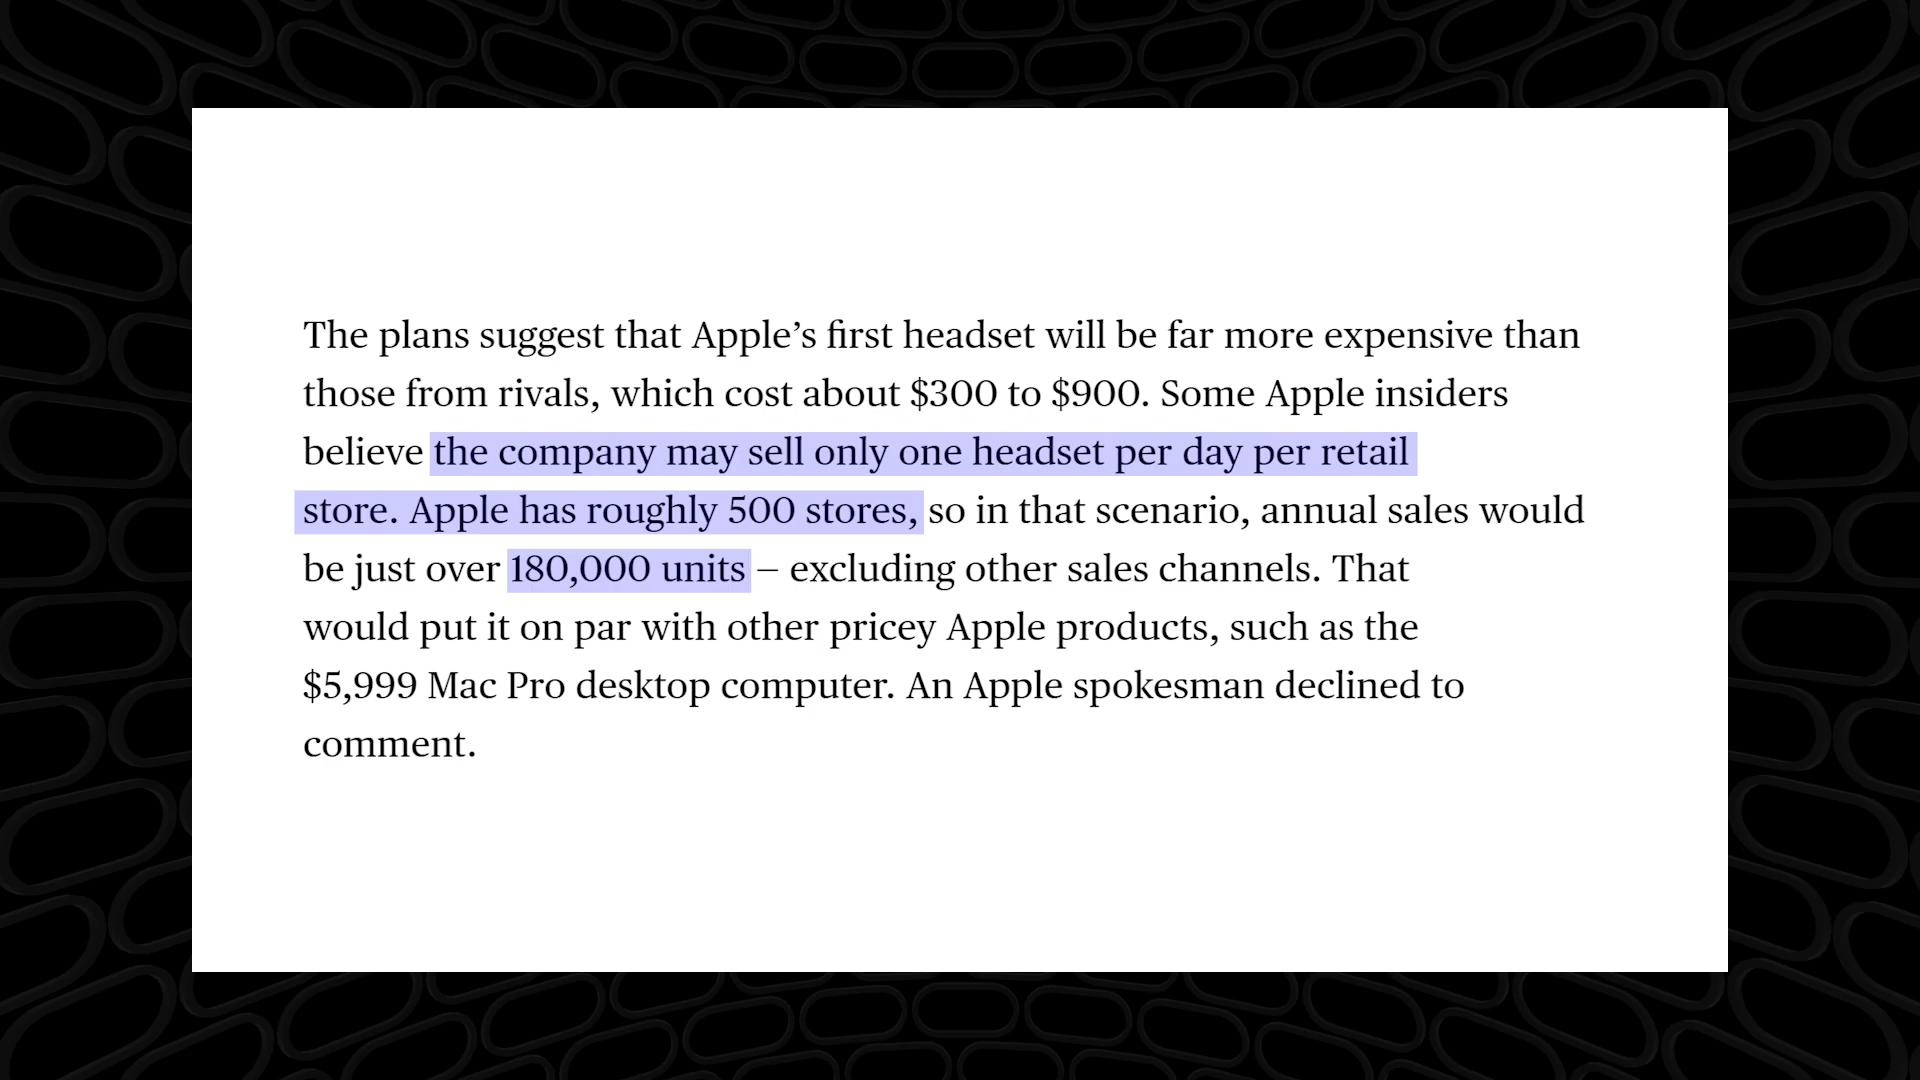 The plans suggest that Apple’s first headset will be far more expensive than
those from rivals, which cost about $300 to $900. Some Apple insiders
believe the company may sell only one headset per day per retail
store. Apple has roughly 500 stores, so in that scenario, annual sales would
be just over 180,000 units – excluding other sales channels. That
would put it on par with other pricey Apple products, such as the
$5,999 Mac Pro desktop computer. An Apple spokesman declined to
comment.